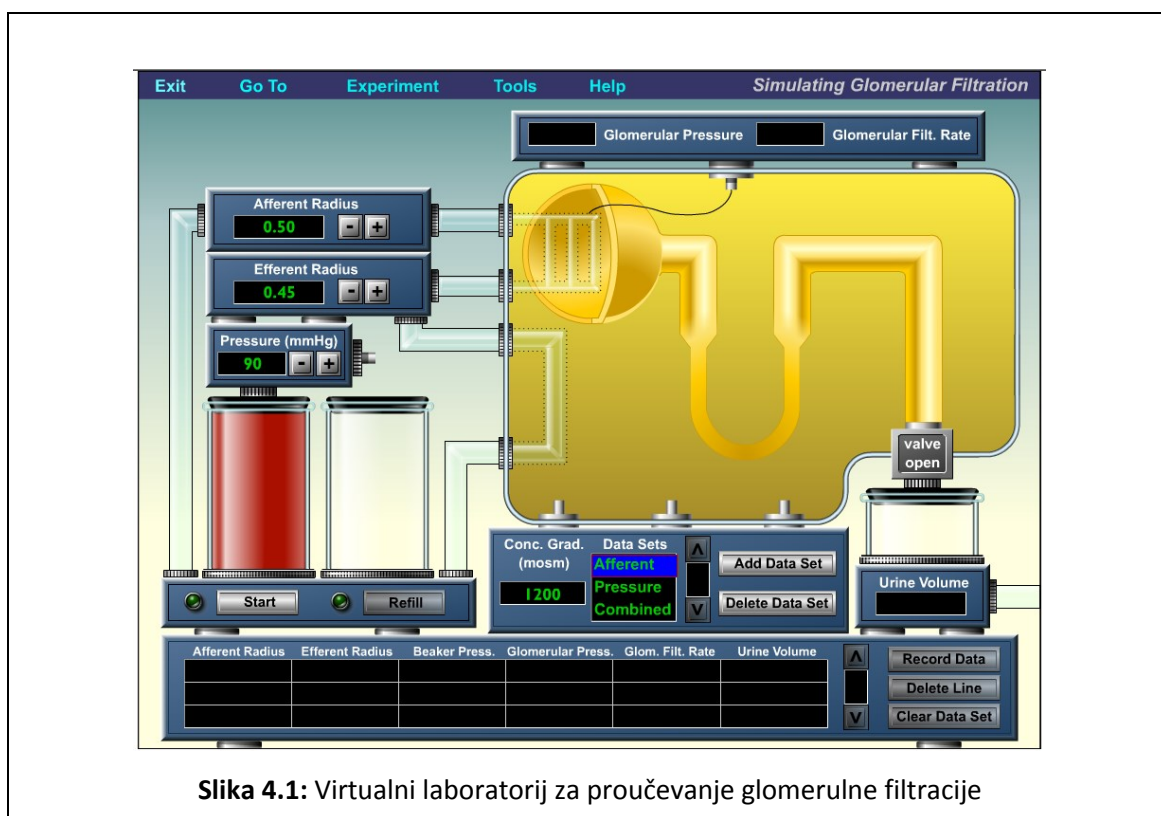 Exit Go To Experiment Tools Help Simulating Glomerular Filtration
Glomerular Pressure Glomerular Filt. Rate
Afferent Radius
0.50 - +
Efferent Radius
0.45 - +
Pressure (mmHg)
90 - +
valve
open
Conc. Grad. Data Sets
(mosm) Afferent Add Data Set
1200 Pressure
Combined Delete Data Set
Urine Volume
Start Refill
Afferent Radius Efferent Radius Beaker Press. Glomerular Press. Glom. Filt. Rate Urine Volume
Record Data
Delete Line
Clear Data Set
Slika 4.1: Virtualni laboratorij za proučevanje glomerulne filtracije